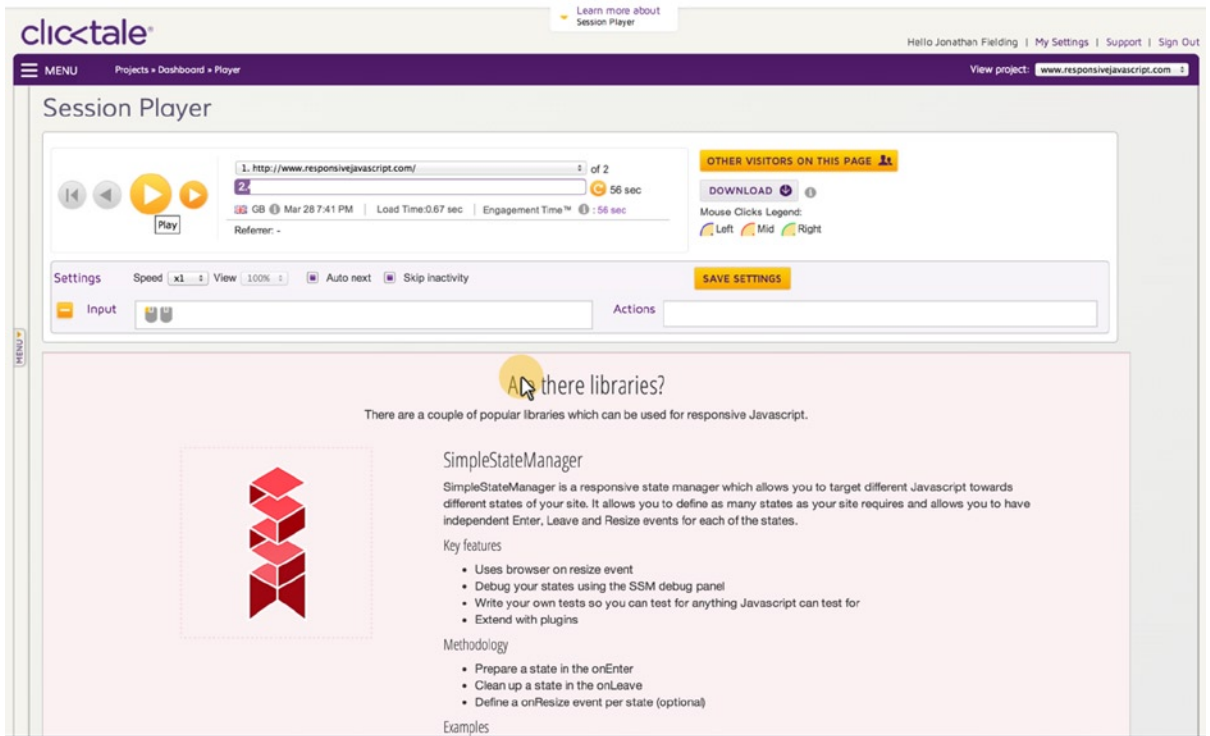 Learn more about
Session Player
clicktale
Hello Jonathan Fielding | My Settings | Support | Sign Out
MENU Projects » Dashboard » Player View project: www.responsivejavascript.com
Session Player
1. http://www.responsivejavascript.com/ of 2
2. 56 sec
GB Mar 28 7:41 PM | Load Time:0.67 sec | Engagement Time™ : 56 sec
Referrer: -
Play
OTHER VISITORS ON THIS PAGE
DOWNLOAD
Mouse Clicks Legend:
Left Mid Right
Settings Speed x1 View 100% Auto next Skip inactivity SAVE SETTINGS
Input Actions
MENU
Are there libraries?
There are a couple of popular libraries which can be used for responsive Javascript.
SimpleStateManager
SimpleStateManager is a responsive state manager which allows you to target different Javascript towards
different states of your site. It allows you to define as many states as your site requires and allows you to have
independent Enter, Leave and Resize events for each of the states.
Key features
• Uses browser on resize event
• Debug your states using the SSM debug panel
• Write your own tests so you can test for anything Javascript can test for
• Extend with plugins
Methodology
• Prepare a state in the onEnter
• Clean up a state in the onLeave
• Define a onResize event per state (optional)
Examples